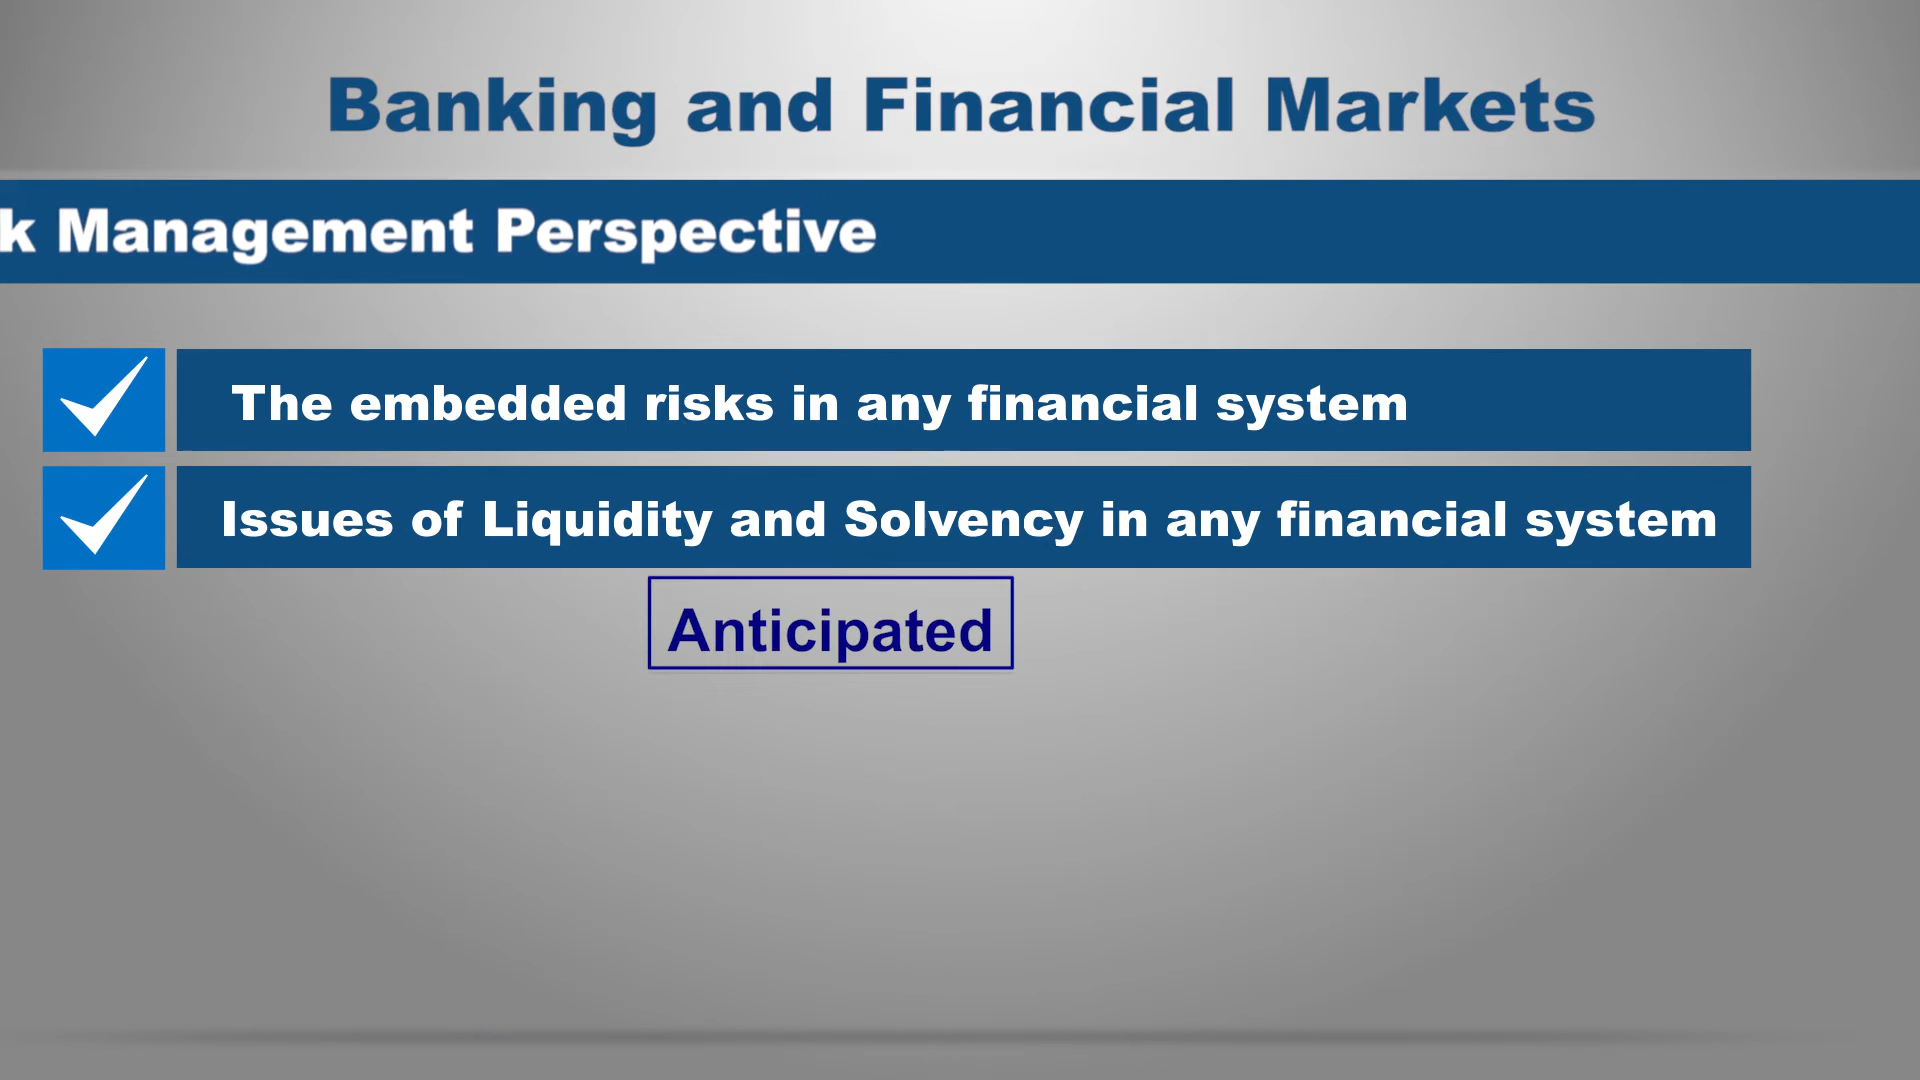 Banking and Financial Markets
k Management Perspective
The embedded risks in any financial system
Issues of Liquidity and Solvency in any financial system
Anticipated